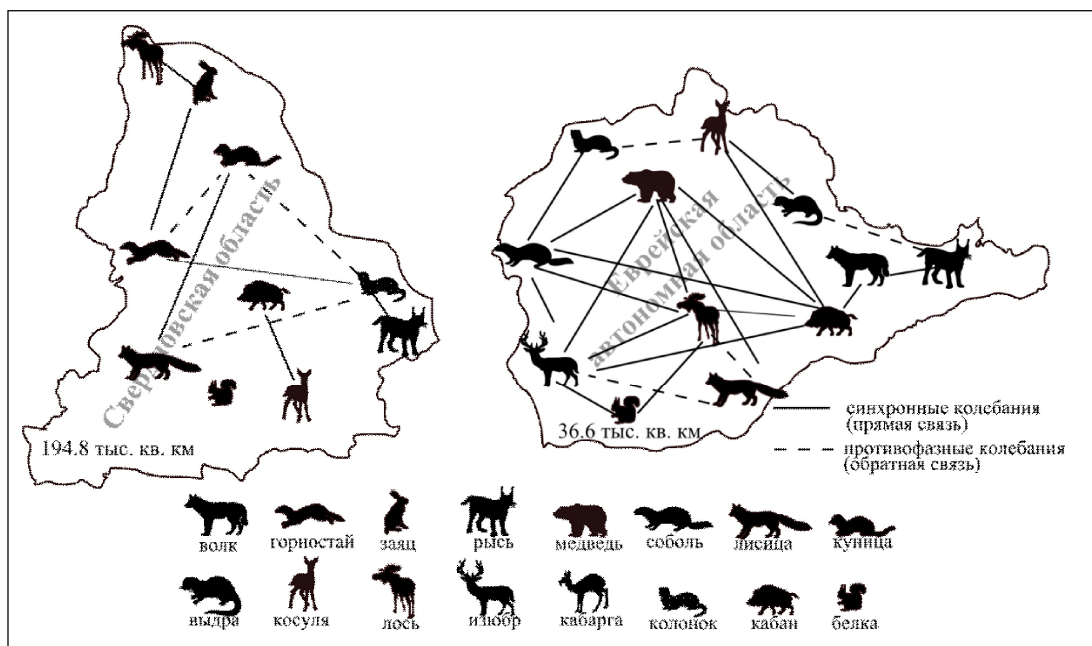 Свердловская область
194.8 тыс. кв. км
Еврейская
автономная область
36.6 тыс. кв. км
синхронные колебания
(прямая связь)
противофазные колебания
(обратная связь)
волк горностай заяц рысь медведь соболь лисица куница
выдра косуля лось изюбр кабарга колонок кабан белка